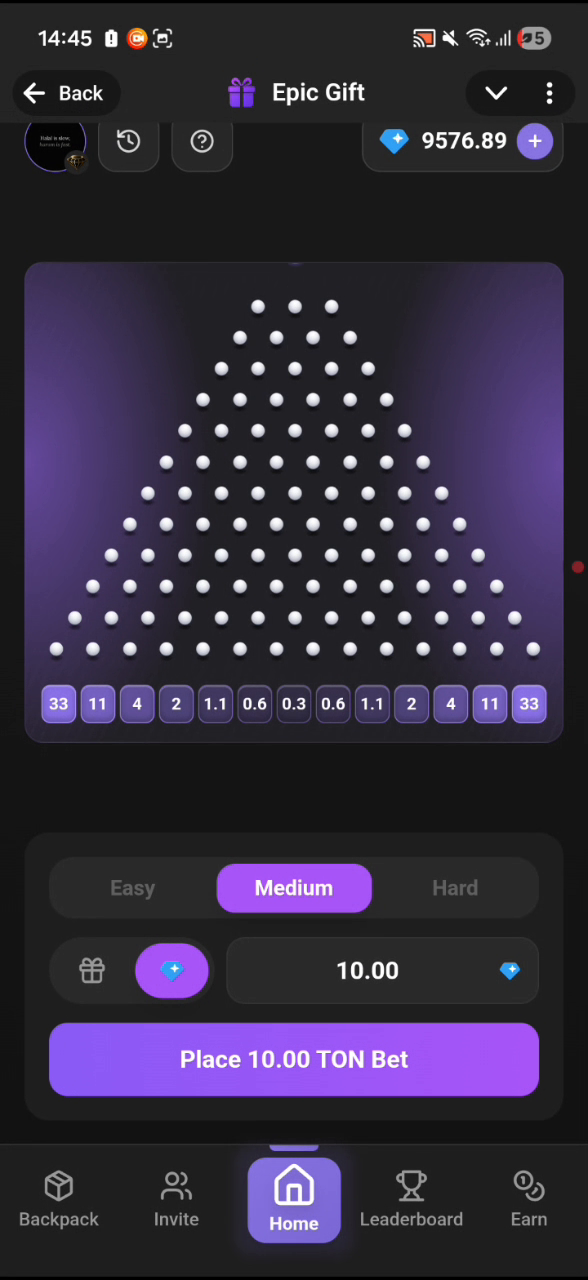 14:45
5
Back
Epic Gift
9576.89
33 11 4 2 1.1 0.6 0.3 0.6 1.1 2 4 11 33
Easy Medium Hard
10.00
Place 10.00 TON Bet
Backpack Invite Home Leaderboard Earn